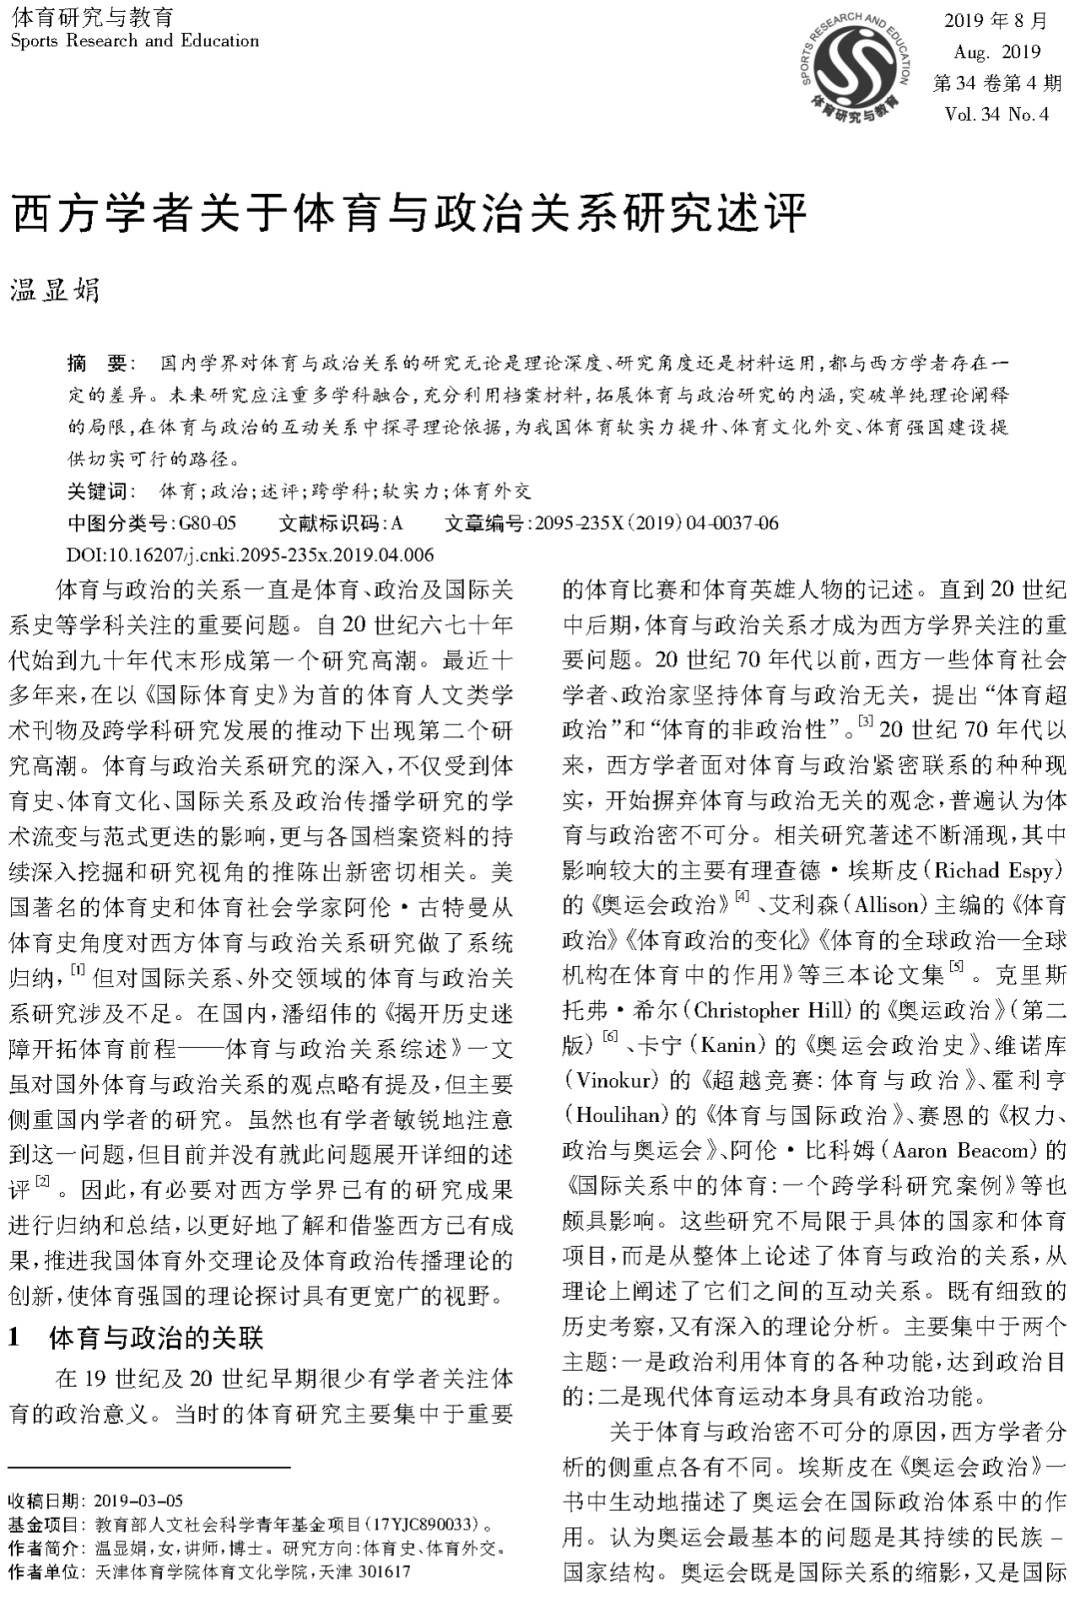 体育研究与教育
Sports Research and Education
SPORTS RESEARCH AND EDUCATION
体育研究与教育
2019 年 8 月
Aug. 2019
第 34 卷第 4 期
Vol. 34 No. 4
西方学者关于体育与政治关系研究述评
温显娟
摘 要: 国内学界对体育与政治关系的研究无论是理论深度、研究角度还是材料运用,都与西方学者存在一
定的差异。未来研究应注重多学科融合,充分利用档案材料,拓展体育与政治研究的内涵,突破单纯理论阐释
的局限,在体育与政治的互动关系中探寻理论依据,为我国体育软实力提升、体育文化外交、体育强国建设提
供切实可行的路径。
关键词: 体育;政治;述评;跨学科;软实力;体育外交
中图分类号:G80-05 文献标识码:A 文章编号:2095-235X(2019)04-0037-06
DOI:10.16207/j.cnki.2095-235x.2019.04.006
体育与政治的关系一直是体育、政治及国际关
系史等学科关注的重要问题。自 20 世纪六七十年
代始到九十年代末形成第一个研究高潮。最近十
多年来,在以《国际体育史》为首的体育人文类学
术刊物及跨学科研究发展的推动下出现第二个研
究高潮。体育与政治关系研究的深入,不仅受到体
育史、体育文化、国际关系及政治传播学研究的学
术流变与范式更迭的影响,更与各国档案资料的持
续深入挖掘和研究视角的推陈出新密切相关。美
国著名的体育史和体育社会学家阿伦·古特曼从
体育史角度对西方体育与政治关系研究做了系统
归纳,[1] 但对国际关系、外交领域的体育与政治关
系研究涉及不足。在国内,潘绍伟的《揭开历史迷
障开拓体育前程——体育与政治关系综述》一文
虽对国外体育与政治关系的观点略有提及,但主要
侧重国内学者的研究。虽然也有学者敏锐地注意
到这一问题,但目前并没有就此问题展开详细的述
评[2]。因此,有必要对西方学界已有的研究成果
进行归纳和总结,以更好地了解和借鉴西方已有成
果,推进我国体育外交理论及体育政治传播理论的
创新,使体育强国的理论探讨具有更宽广的视野。
1 体育与政治的关联
在 19 世纪及 20 世纪早期很少有学者关注体
育的政治意义。当时的体育研究主要集中于重要
收稿日期: 2019-03-05
基金项目: 教育部人文社会科学青年基金项目(17YJC890033)。
作者简介: 温显娟,女,讲师,博士。研究方向:体育史、体育外交。
作者单位: 天津体育学院体育文化学院,天津 301617
的体育比赛和体育英雄人物的记述。直到 20 世纪
中后期,体育与政治关系才成为西方学界关注的重
要问题。20 世纪 70 年代以前,西方一些体育社会
学者、政治家坚持体育与政治无关, 提出“体育超
政治”和“体育的非政治性”。[3] 20 世纪 70 年代以
来, 西方学者面对体育与政治紧密联系的种种现
实, 开始摒弃体育与政治无关的观念,普遍认为体
育与政治密不可分。相关研究著述不断涌现,其中
影响较大的主要有理查德·埃斯皮(Richad Espy)
的《奥运会政治》[4]、艾利森(Allison)主编的《体育
政治》《体育政治的变化》《体育的全球政治—全球
机构在体育中的作用》等三本论文集[5]。克里斯
托弗·希尔(Christopher Hill)的《奥运政治》(第二
版)[6]、卡宁(Kanin)的《奥运会政治史》、维诺库
(Vinokur)的《超越竞赛:体育与政治》、霍利亨
(Houlihan)的《体育与国际政治》、赛恩的《权力、
政治与奥运会》、阿伦·比科姆(Aaron Beacom)的
《国际关系中的体育:一个跨学科研究案例》等也
颇具影响。这些研究不局限于具体的国家和体育
项目,而是从整体上论述了体育与政治的关系,从
理论上阐述了它们之间的互动关系。既有细致的
历史考察,又有深入的理论分析。主要集中于两个
主题:一是政治利用体育的各种功能,达到政治目
的;二是现代体育运动本身具有政治功能。
关于体育与政治密不可分的原因,西方学者分
析的侧重点各有不同。埃斯皮在《奥运会政治》一
书中生动地描述了奥运会在国际政治体系中的作
用。认为奥运会最基本的问题是其持续的民族-
国家结构。奥运会既是国际关系的缩影,又是国际